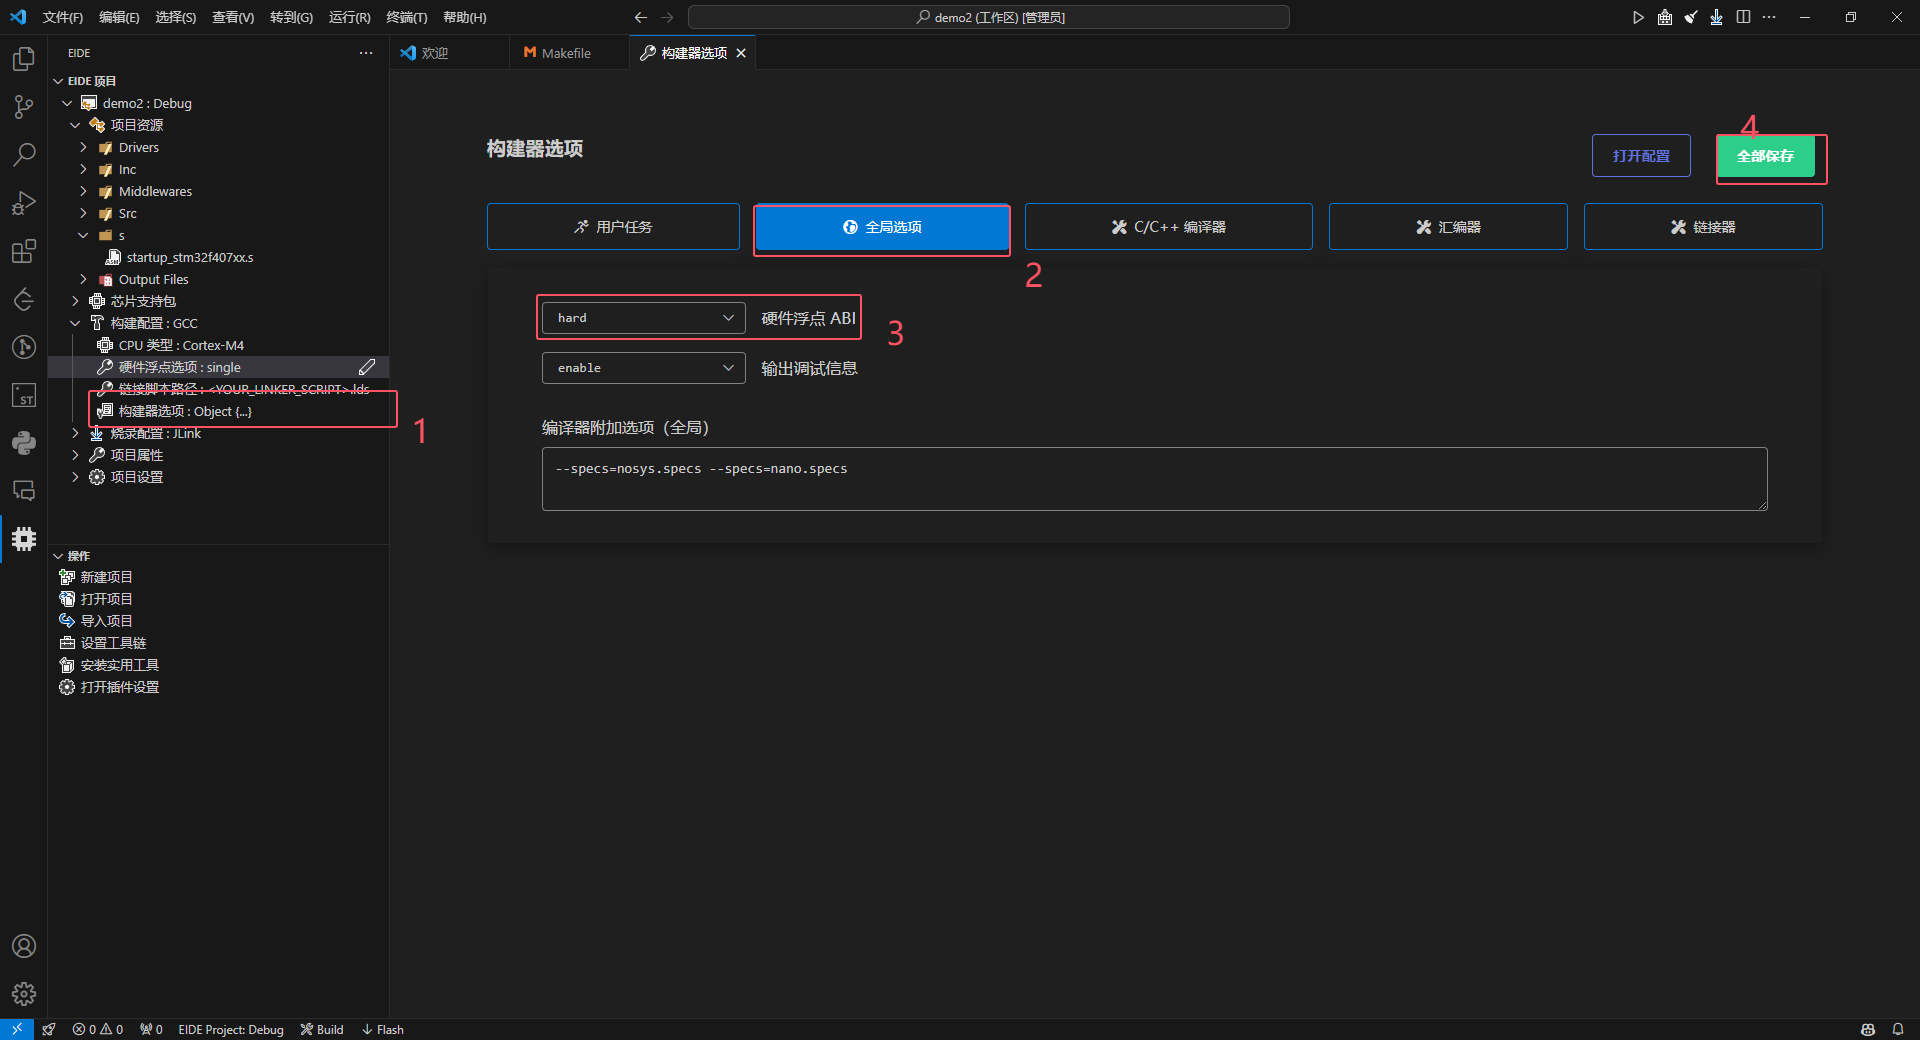 文件(F) 编辑(E) 选择(S) 查看(V) 转到(G) 运行(R) 终端(T) 帮助(H) demo2 (工作区) [管理员]
EIDE
欢迎 Makefile 构建器选项
EIDE 项目
demo2 : Debug
项目资源
Drivers
Inc
Middlewares
Src
s
startup_stm32f407xx.s
Output Files
芯片支持包
构建配置 : GCC
CPU 类型 : Cortex-M4
硬件浮点选项 : single
链接脚本路径 : <YOUR_LINKER_SCRIPT>.lds
构建器选项 : Object {...}
1
烧录配置 : JLink
项目属性
项目设置
操作
新建项目
打开项目
导入项目
设置工具链
安装实用工具
打开插件设置
构建器选项
打开配置
4
全部保存
用户任务
全局选项
C/C++ 编译器
汇编器
链接器
2
hard 硬件浮点 ABI
3
enable 输出调试信息
编译器附加选项（全局）
--specs=nosys.specs --specs=nano.specs
ST
0 0 0 EIDE Project: Debug Build Flash